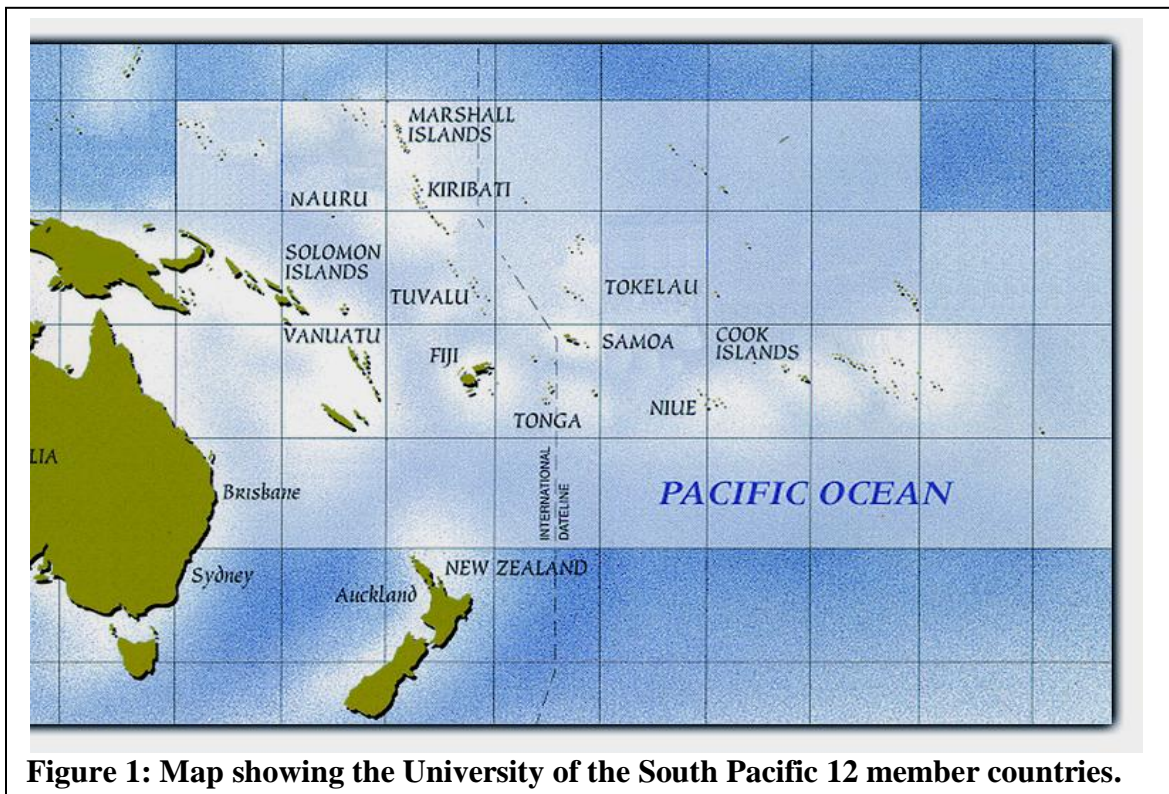 MARSHALL
ISLANDS
NAURU
KIRIBATI
SOLOMON
ISLANDS
TUVALU
TOKELAU
VANUATU
FIJI
SAMOA
COOK
ISLANDS
TONGA
NIUE
LIA
Brisbane
INTERNATIONAL
DATELINE
PACIFIC OCEAN
Sydney
Auckland
NEW ZEALAND
Figure 1: Map showing the University of the South Pacific 12 member countries.